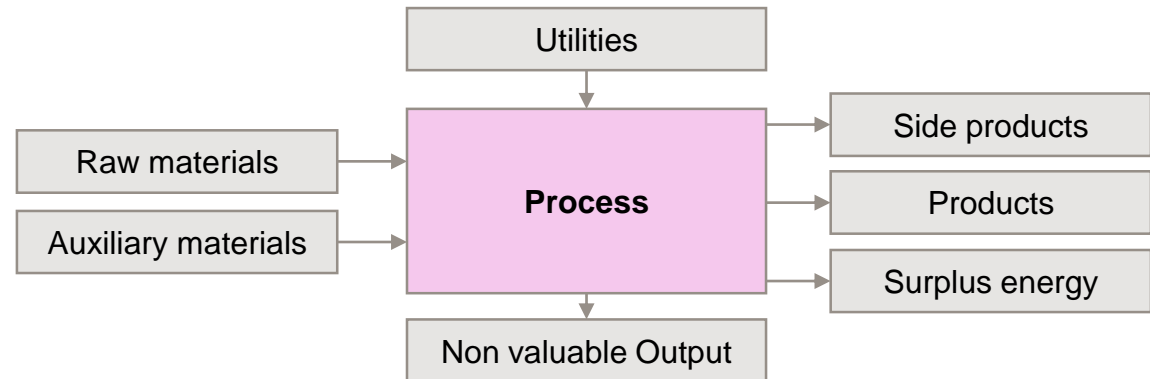 Utilities
Raw materials
Auxiliary materials
Process
Side products
Products
Surplus energy
Non valuable Output